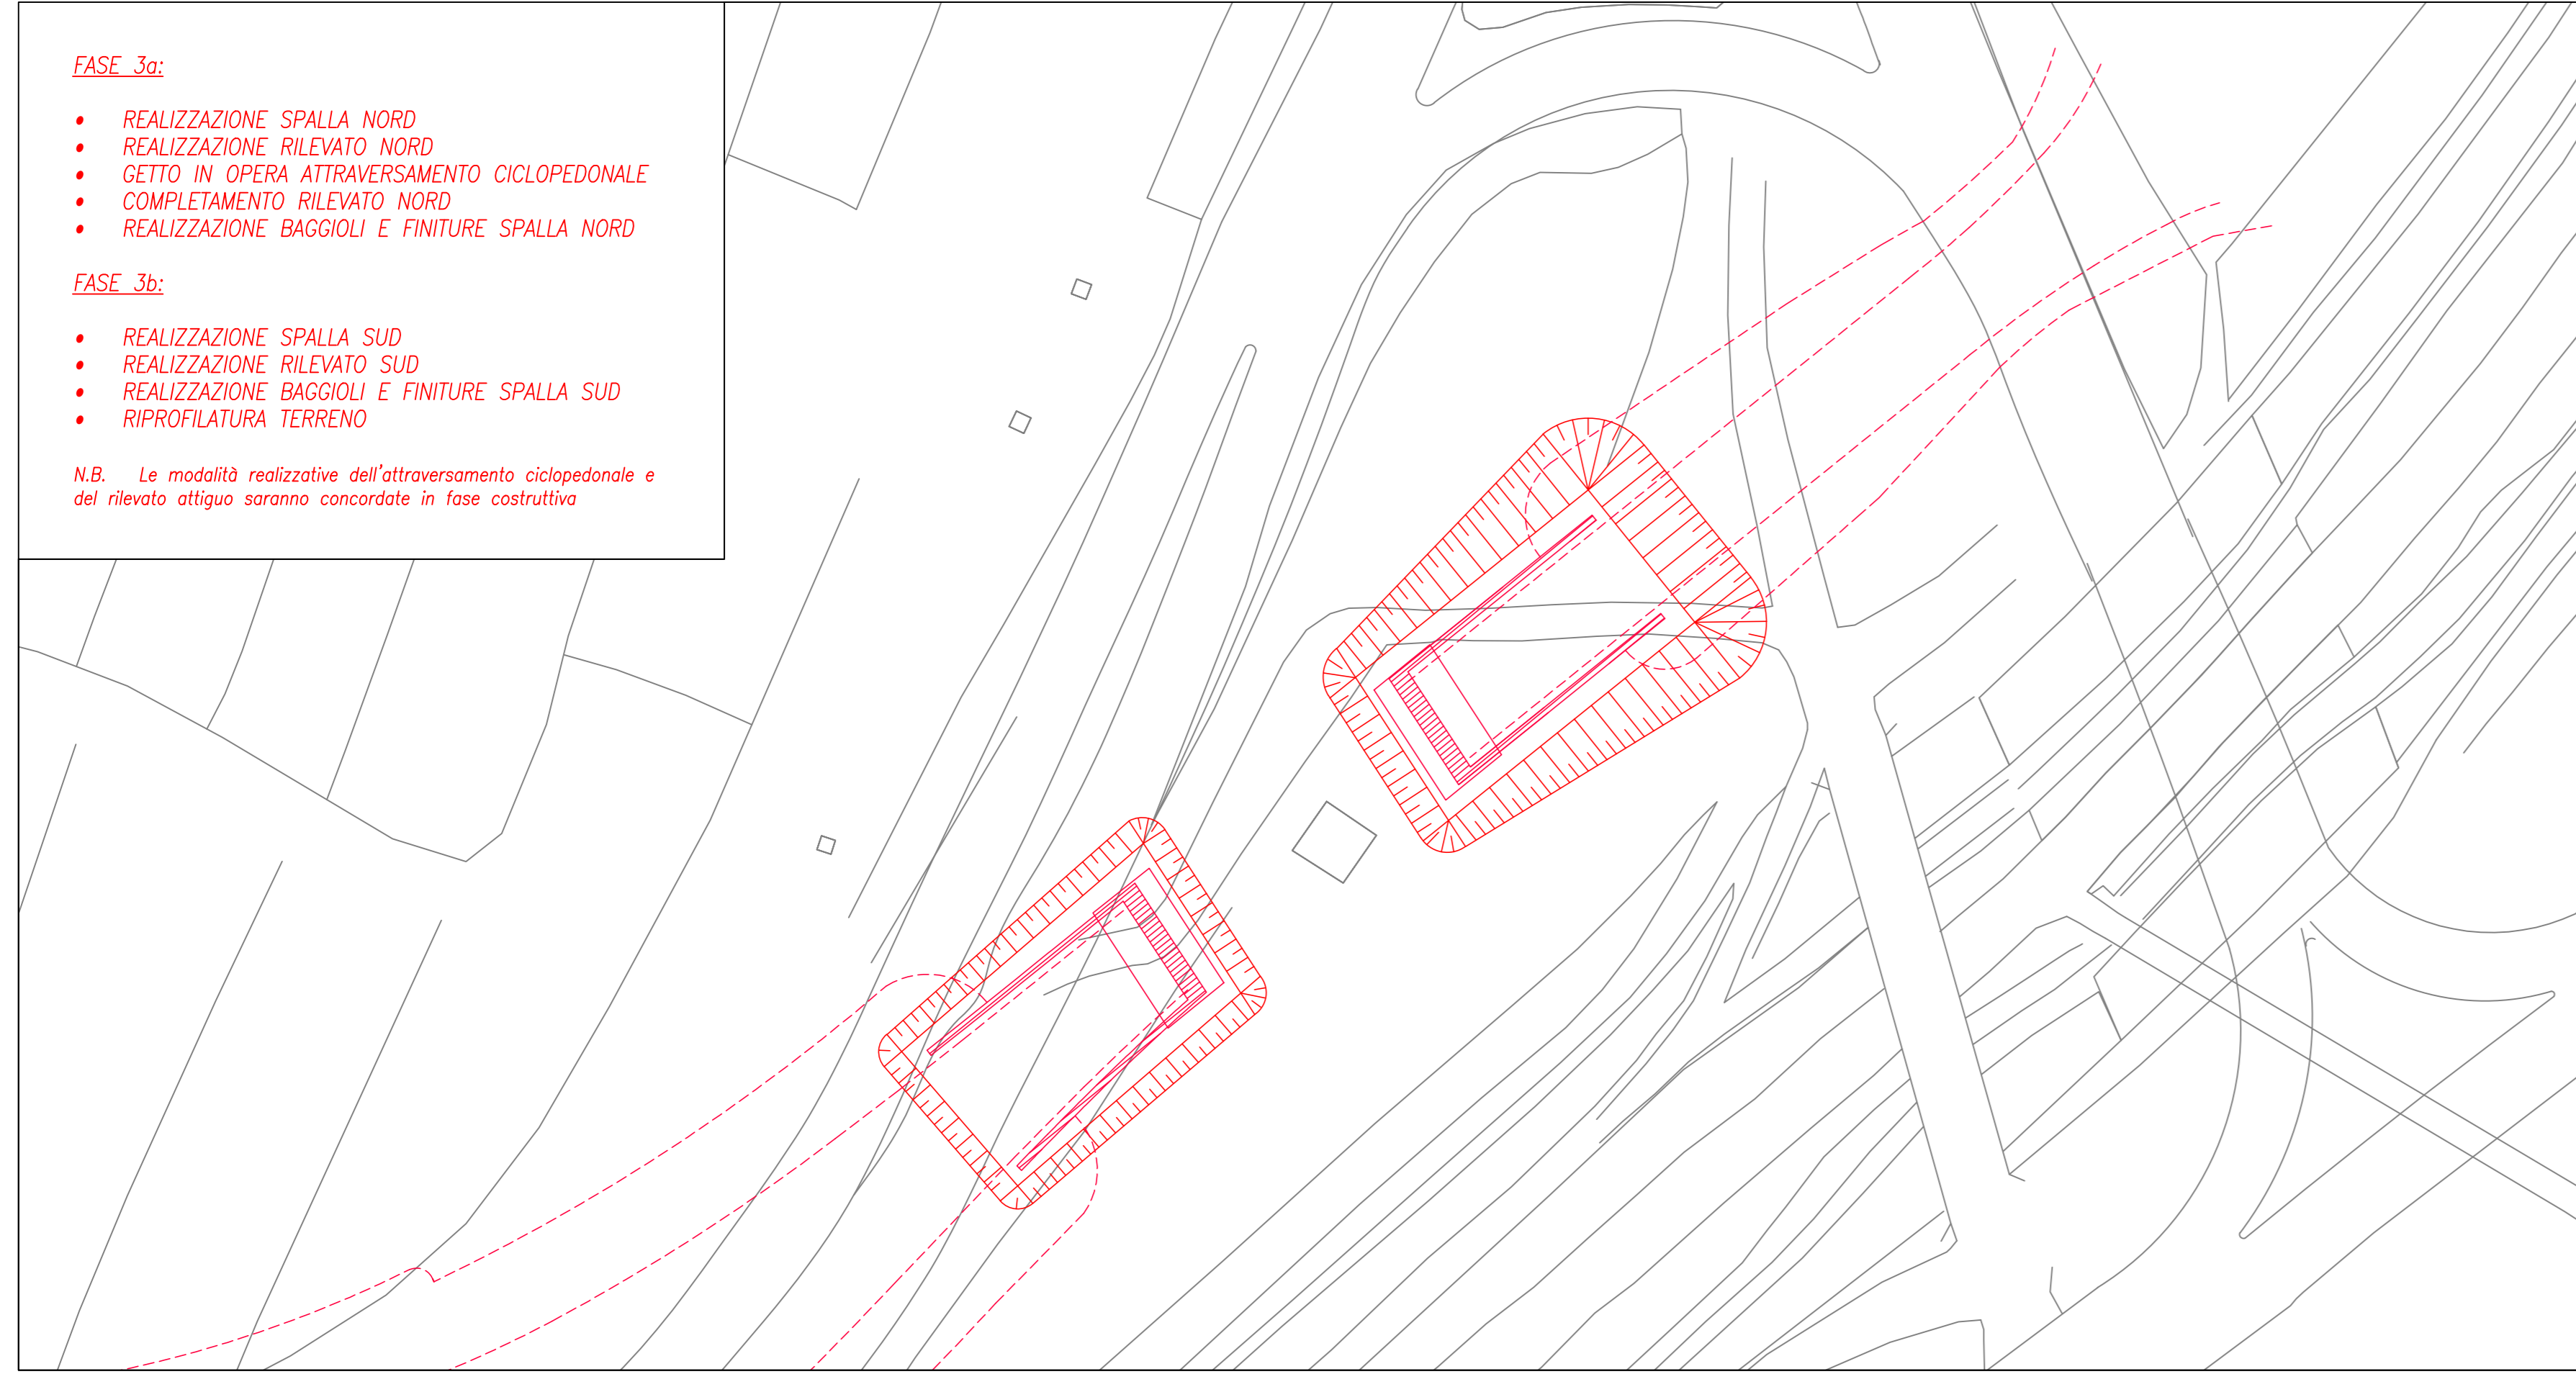 FASE 3a:
• REALIZZAZIONE SPALLA NORD
• REALIZZAZIONE RILEVATO NORD
• GETTO IN OPERA ATTRAVERSAMENTO CICLOPEDONALE
• COMPLETAMENTO RILEVATO NORD
• REALIZZAZIONE BAGGIOLI E FINITURE SPALLA NORD
FASE 3b:
• REALIZZAZIONE SPALLA SUD
• REALIZZAZIONE RILEVATO SUD
• REALIZZAZIONE BAGGIOLI E FINITURE SPALLA SUD
• RIPROFILATURA TERRENO
N.B. Le modalità realizzative dell'attraversamento ciclopedonale e
del rilevato attiguo saranno concordate in fase costruttiva